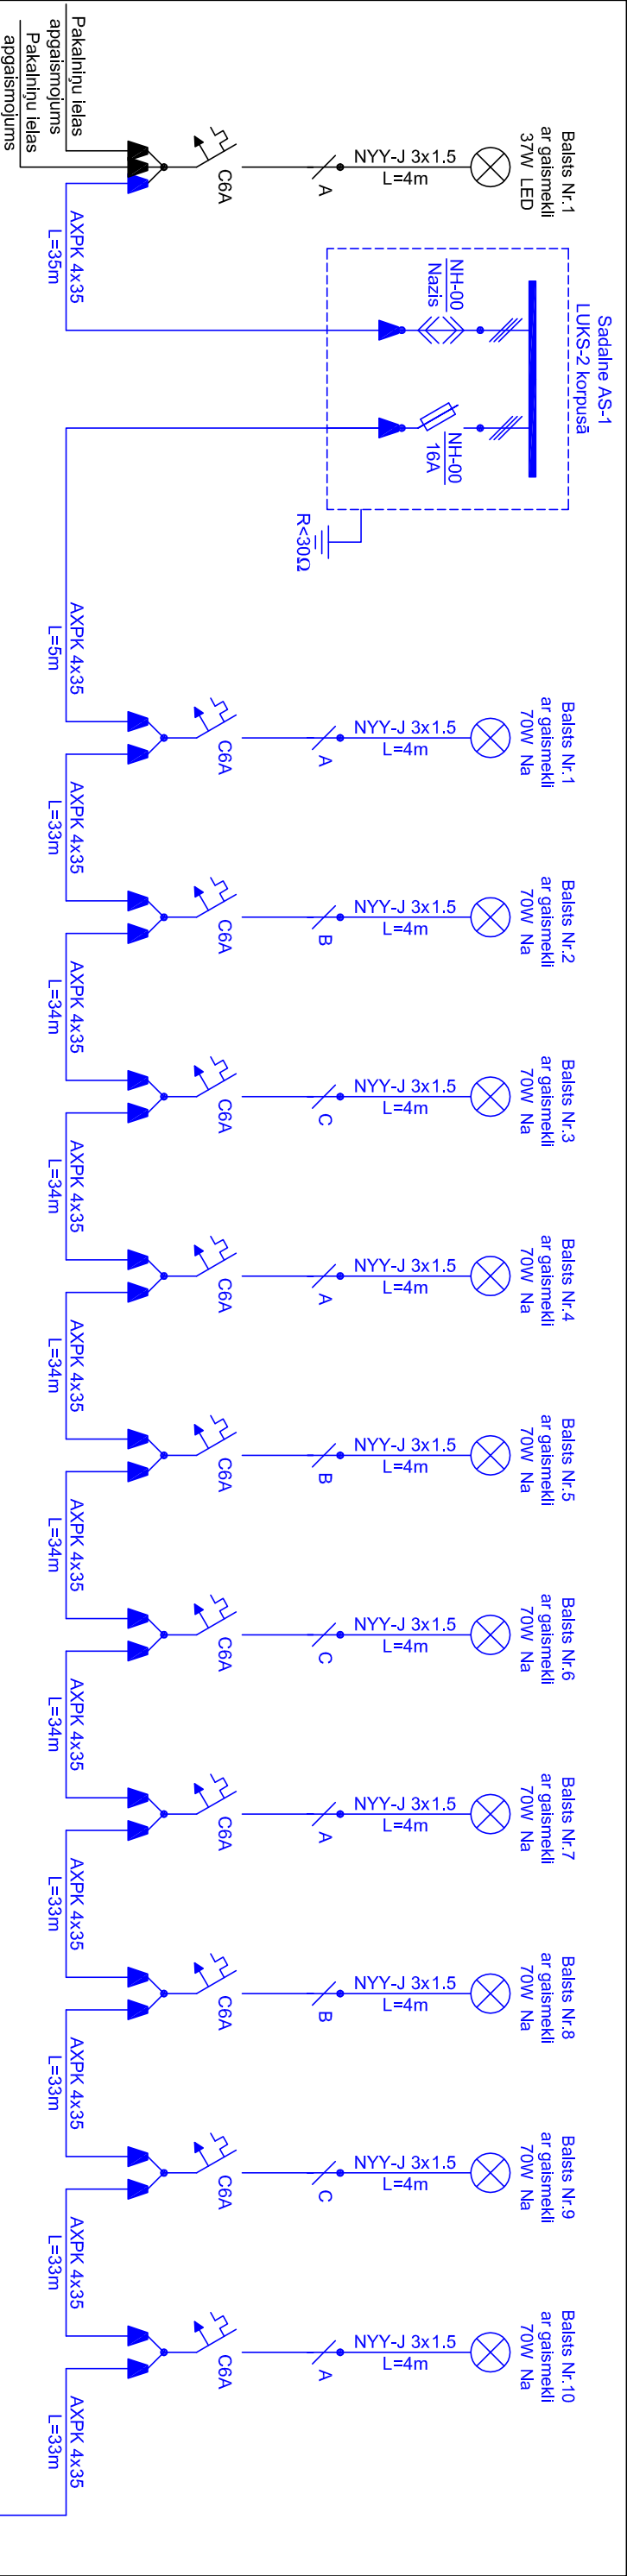 Balsts Nr.1
ar gaismekli
37W LED
NYY-J 3x1.5
L=4m
A
C6A
Pakalniņu ielas
apgaismojums
Pakalniņu ielas
apgaismojums
AXPK 4x35
L=35m
Sadalne AS-1
LUKS-2 korpusā
NH-00
Nazis
NH-00
16A
R<30Ω
AXPK 4x35
L=5m
Balsts Nr.1
ar gaismekli
70W Na
NYY-J 3x1.5
L=4m
A
C6A
AXPK 4x35
L=33m
Balsts Nr.2
ar gaismekli
70W Na
NYY-J 3x1.5
L=4m
B
C6A
AXPK 4x35
L=34m
Balsts Nr.3
ar gaismekli
70W Na
NYY-J 3x1.5
L=4m
C
C6A
AXPK 4x35
L=34m
Balsts Nr.4
ar gaismekli
70W Na
NYY-J 3x1.5
L=4m
A
C6A
AXPK 4x35
L=34m
Balsts Nr.5
ar gaismekli
70W Na
NYY-J 3x1.5
L=4m
B
C6A
AXPK 4x35
L=34m
Balsts Nr.6
ar gaismekli
70W Na
NYY-J 3x1.5
L=4m
C
C6A
AXPK 4x35
L=34m
Balsts Nr.7
ar gaismekli
70W Na
NYY-J 3x1.5
L=4m
A
C6A
AXPK 4x35
L=33m
Balsts Nr.8
ar gaismekli
70W Na
NYY-J 3x1.5
L=4m
B
C6A
AXPK 4x35
L=33m
Balsts Nr.9
ar gaismekli
70W Na
NYY-J 3x1.5
L=4m
C
C6A
AXPK 4x35
L=33m
Balsts Nr.10
ar gaismekli
70W Na
NYY-J 3x1.5
L=4m
A
C6A
AXPK 4x35
L=33m